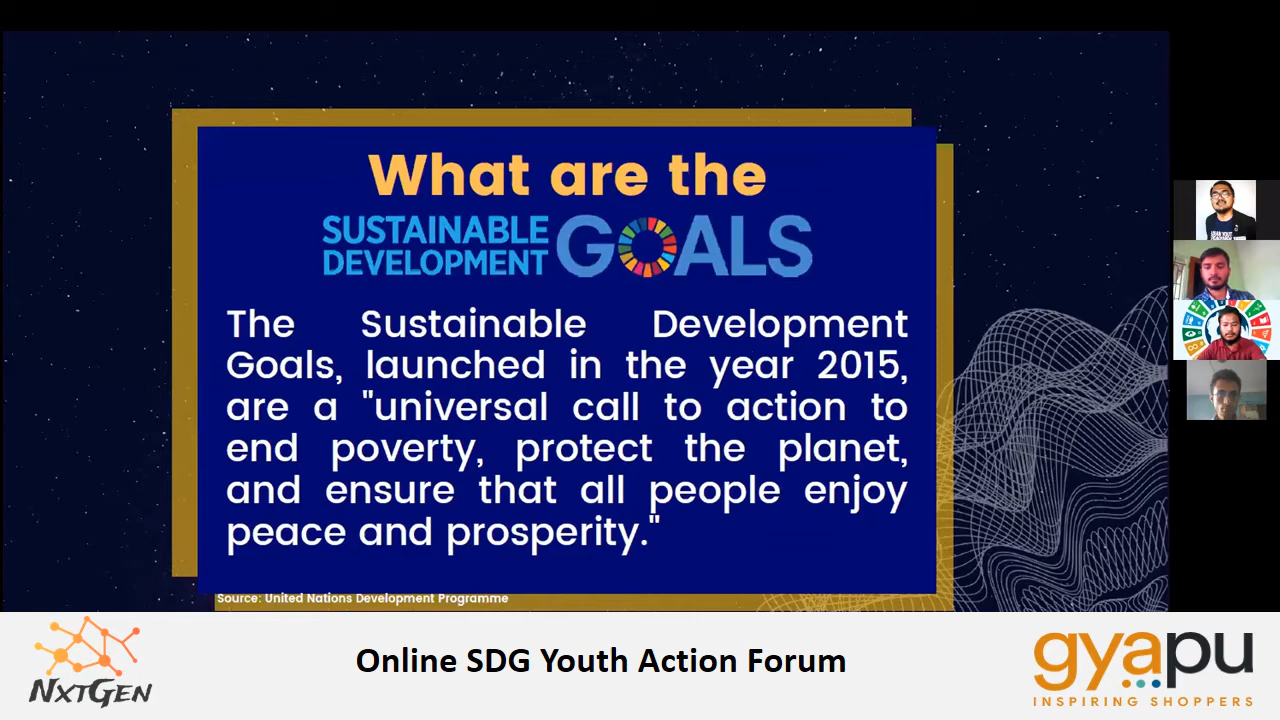 What are the
SUSTAINABLE
DEVELOPMENT
GOALS
The Sustainable Development
Goals, launched in the year 2015,
are a "universal call to action to
end poverty, protect the planet,
and ensure that all people enjoy
peace and prosperity."
Source: United Nations Development Programme
NxtGen
Online SDG Youth Action Forum
gyapu
INSPIRING SHOPPERS